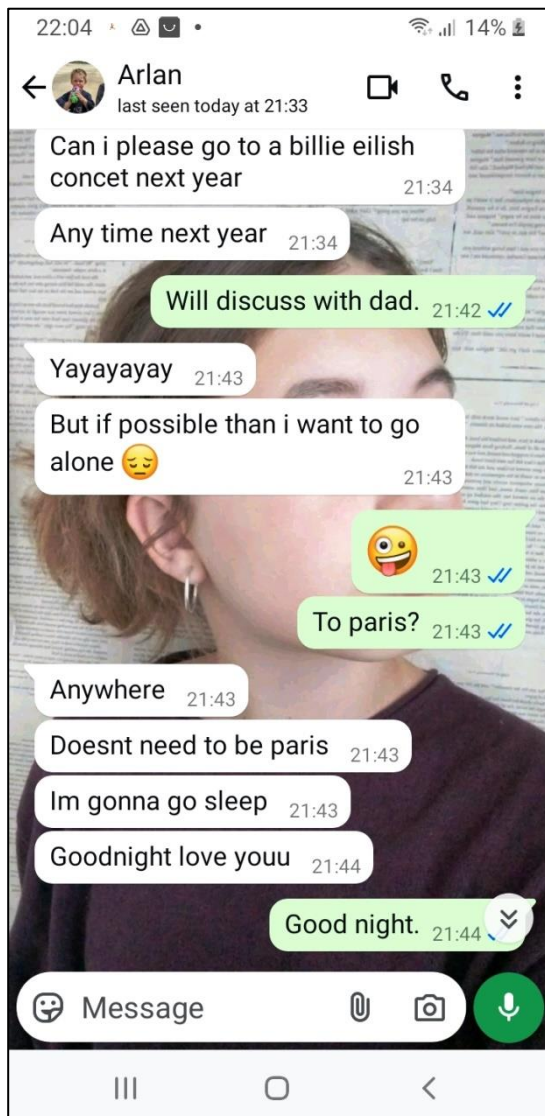 22:04
14%
Arlan
last seen today at 21:33
Can i please go to a billie eilish
concet next year
21:34
Any time next year 21:34
Will discuss with dad. 21:42
Yayayayay 21:43
But if possible than i want to go
alone 😔
21:43
🤪 21:43
To paris? 21:43
Anywhere 21:43
Doesnt need to be paris 21:43
Im gonna go sleep 21:43
Goodnight love youu 21:44
Good night. 21:44
Message